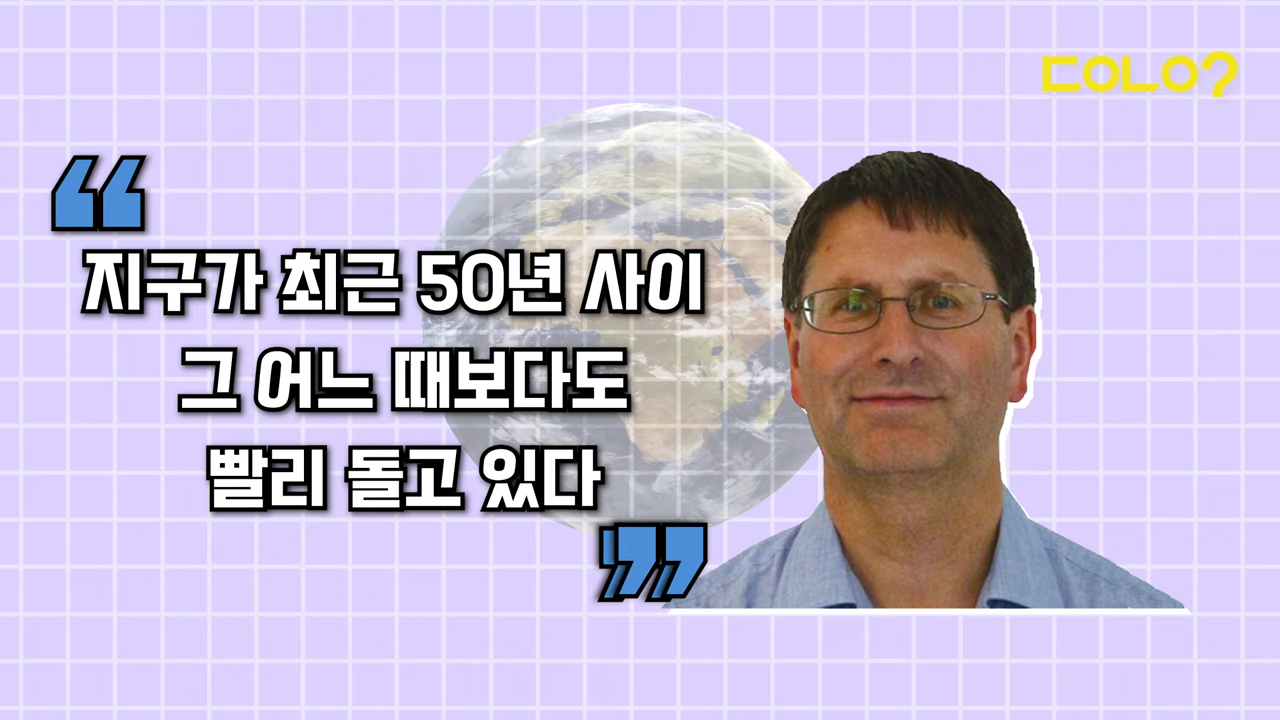 지구가 최근 50년 사이
그 어느 때보다도
빨리 돌고 있다